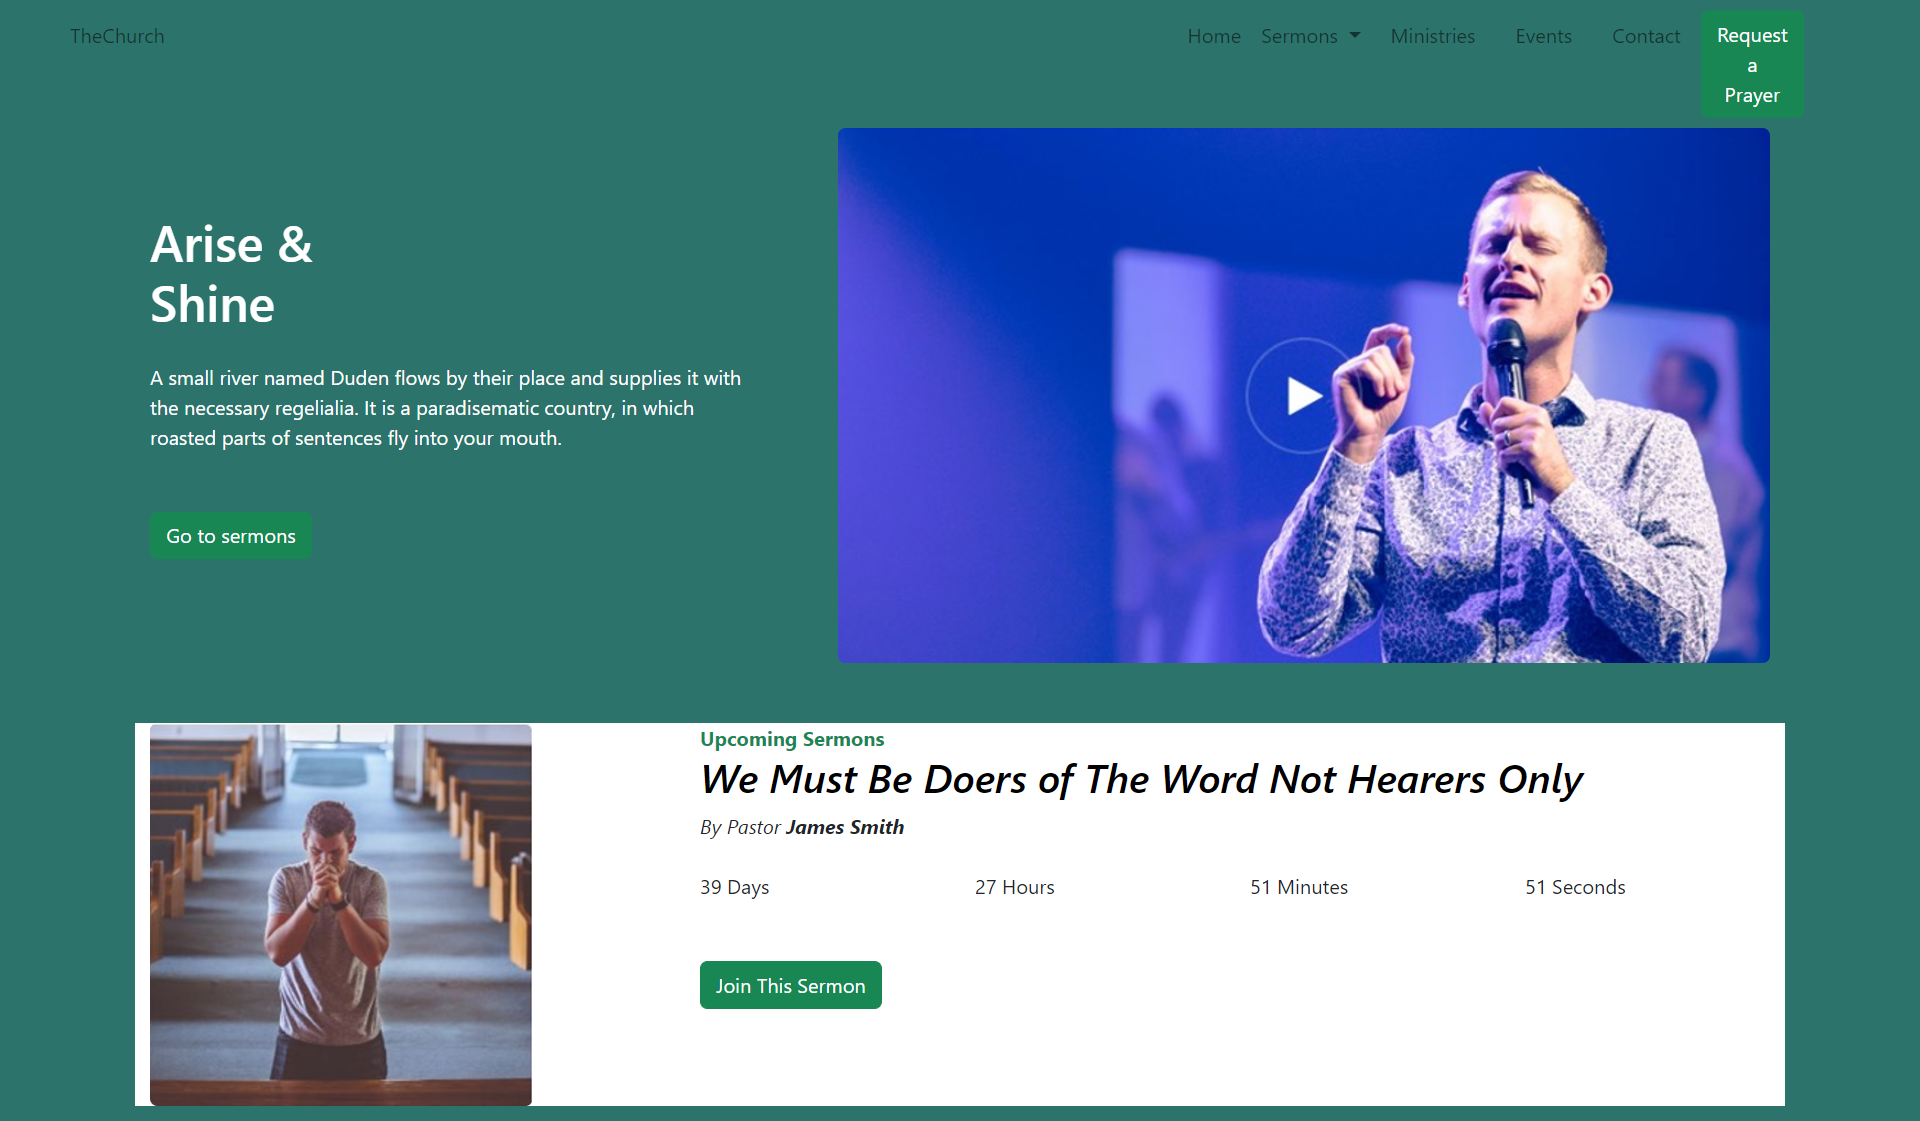 TheChurch
Home Sermons Ministries Events Contact
Request
a
Prayer
Arise &
Shine
A small river named Duden flows by their place and supplies it with
the necessary regelialia. It is a paradisematic country, in which
roasted parts of sentences fly into your mouth.
Go to sermons
Upcoming Sermons
We Must Be Doers of The Word Not Hearers Only
By Pastor James Smith
39 Days 27 Hours 51 Minutes 51 Seconds
Join This Sermon